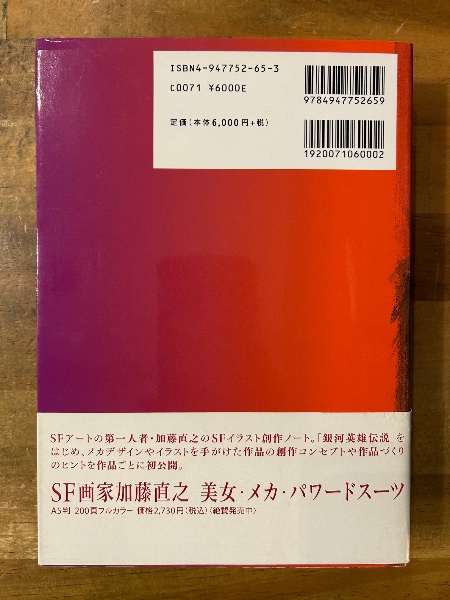 ISBN4-947752-65-3
C0071 ¥6000E
定価(本体6,000円+税)
9784947752659
1920071060002
SFアートの第一人者・加藤直之のSFイラスト創作ノート。「銀河英雄伝説」を
はじめ、メカデザインやイラストを手がけた作品の創作コンセプトや作品づくり
のヒントを作品ごとに初公開。
SF画家加藤直之 美女・メカ・パワードスーツ
A5判 200頁フルカラー 価格2,730円(税込)〈絶賛発売中〉